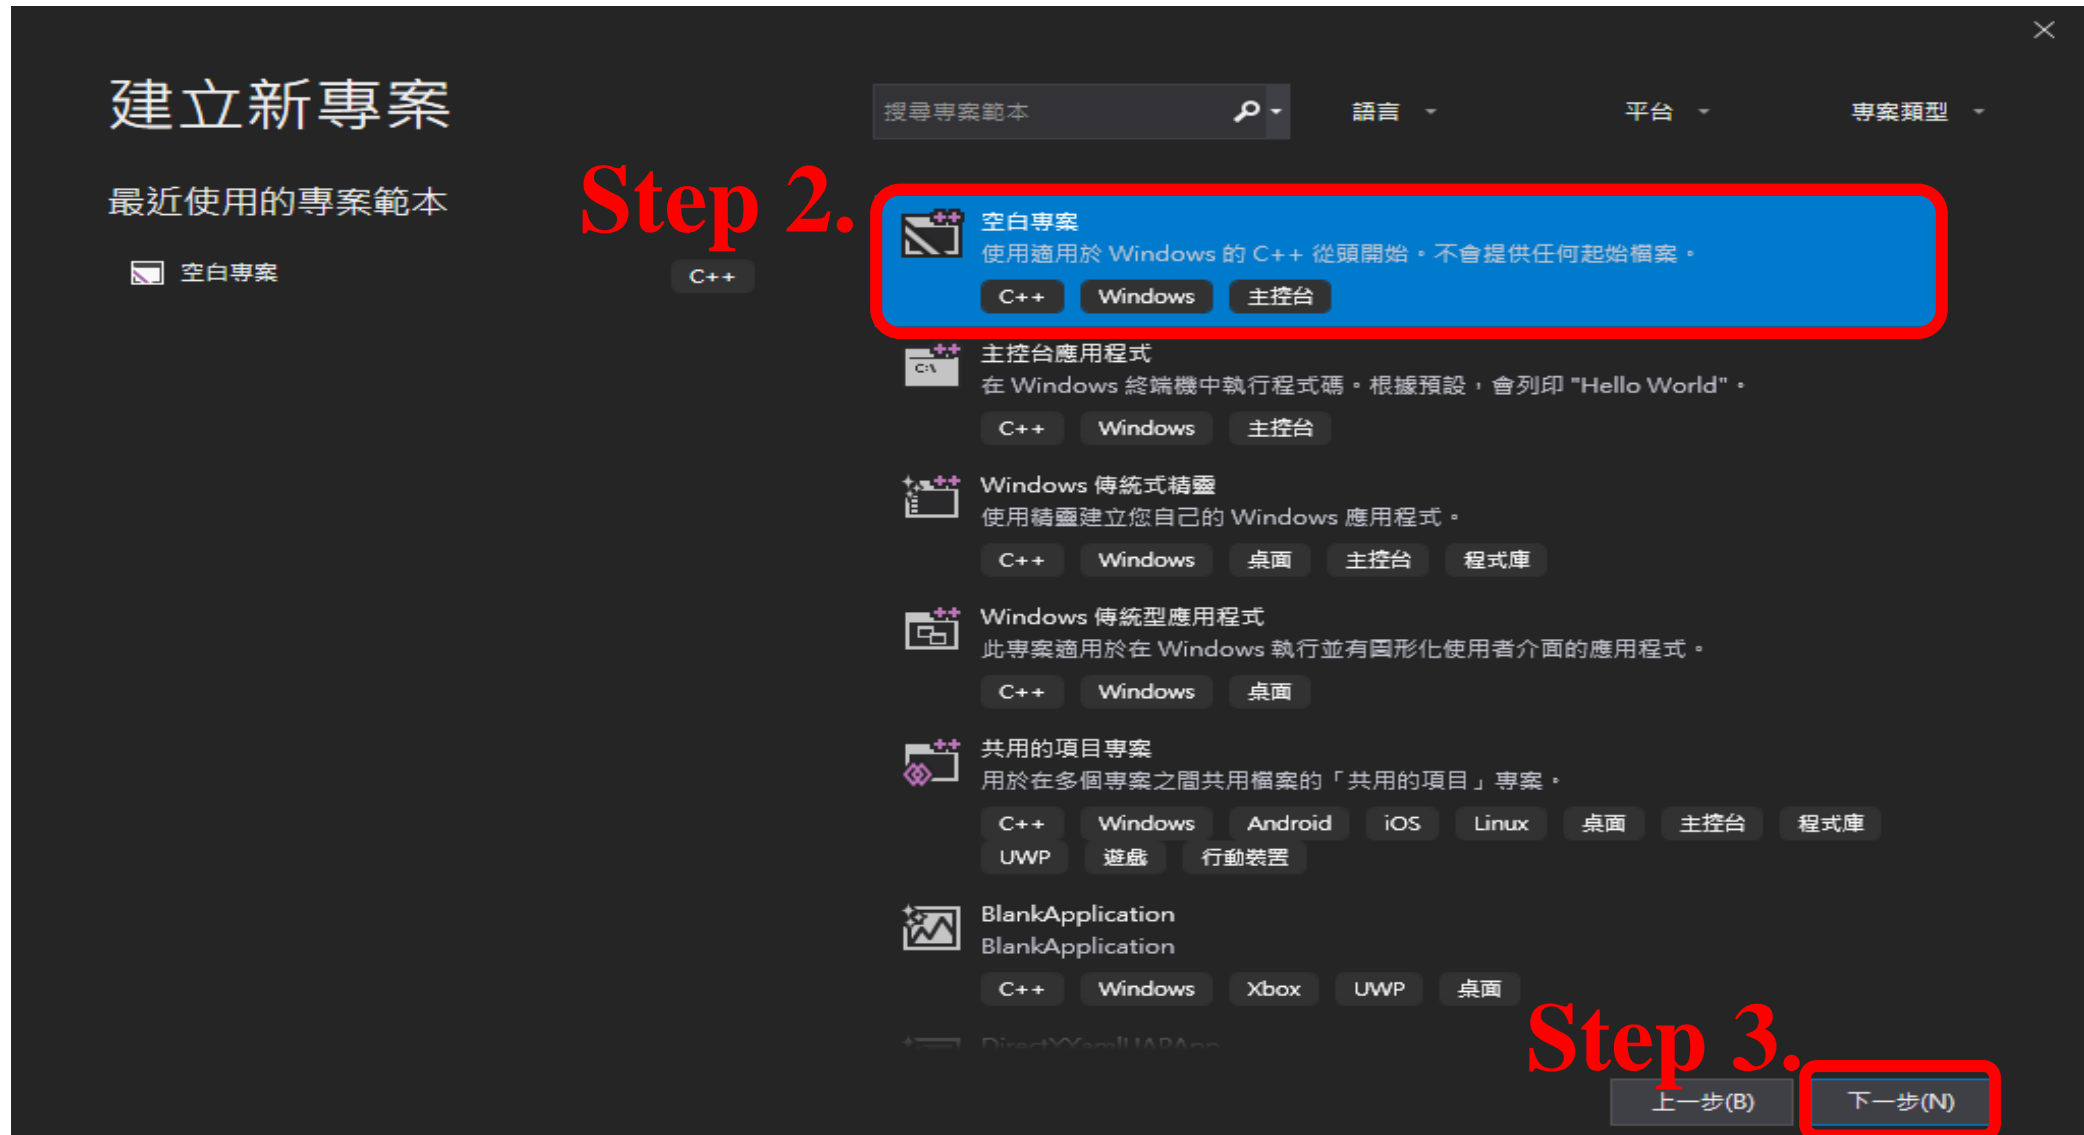 建立新專案
搜尋專案範本
語言
平台
專案類型
最近使用的專案範本
空白專案
C++
Step 2.
空白專案
使用適用於 Windows 的 C++ 從頭開始。不會提供任何起始檔案。
C++ Windows 主控台
主控台應用程式
在 Windows 終端機中執行程式碼。根據預設，會列印 "Hello World"。
C++ Windows 主控台
Windows 傳統式精靈
使用精靈建立您自己的 Windows 應用程式。
C++ Windows 桌面 主控台 程式庫
Windows 傳統型應用程式
此專案適用於在 Windows 執行並有圖形化使用者介面的應用程式。
C++ Windows 桌面
共用的項目專案
用於在多個專案之間共用檔案的「共用的項目」專案。
C++ Windows Android iOS Linux 桌面 主控台 程式庫
UWP 遊戲 行動裝置
BlankApplication
BlankApplication
C++ Windows Xbox UWP 桌面
Step 3.
上一步(B)
下一步(N)